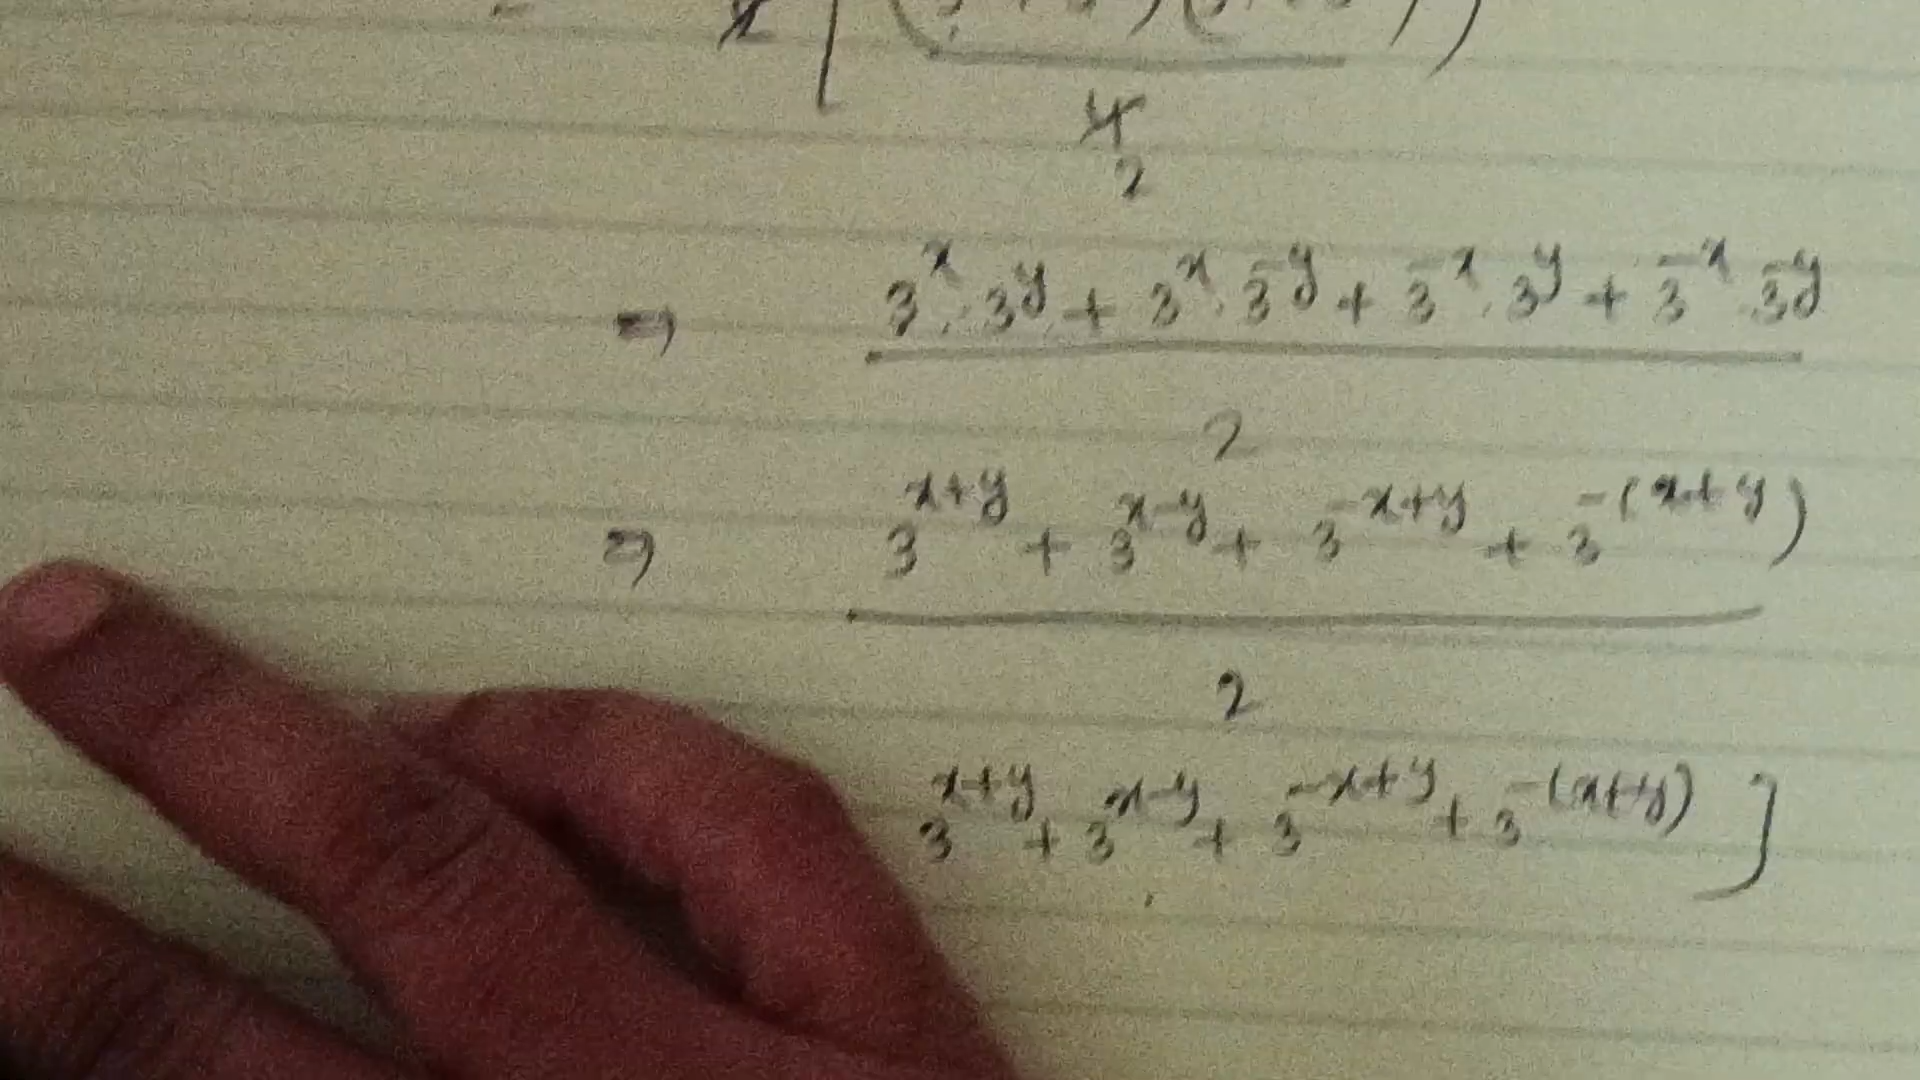 4
2
=> 3^x . 3^y + 3^x . 3^-y + 3^-x . 3^y + 3^-x . 3^-y
2
=> 3^(x+y) + 3^(x-y) + 3^(-x+y) + 3^-(x+y)
2
3^(x+y) + 3^(x-y) + 3^(-x+y) + 3^-(x+y) ]